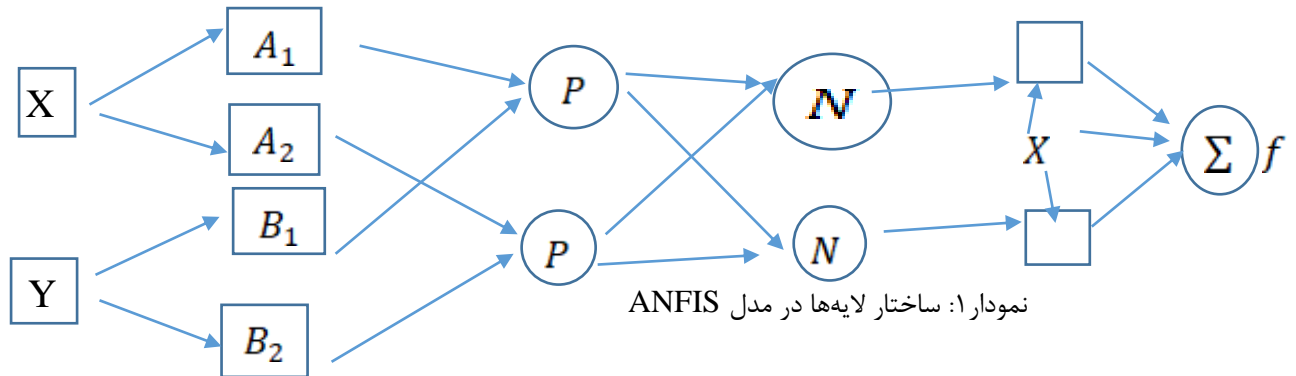 X
Y
A₁
A₂
B₁
B₂
P
P
N
N
X
∑ f
نمودار۱: ساختار لایه‌ها در مدل ANFIS